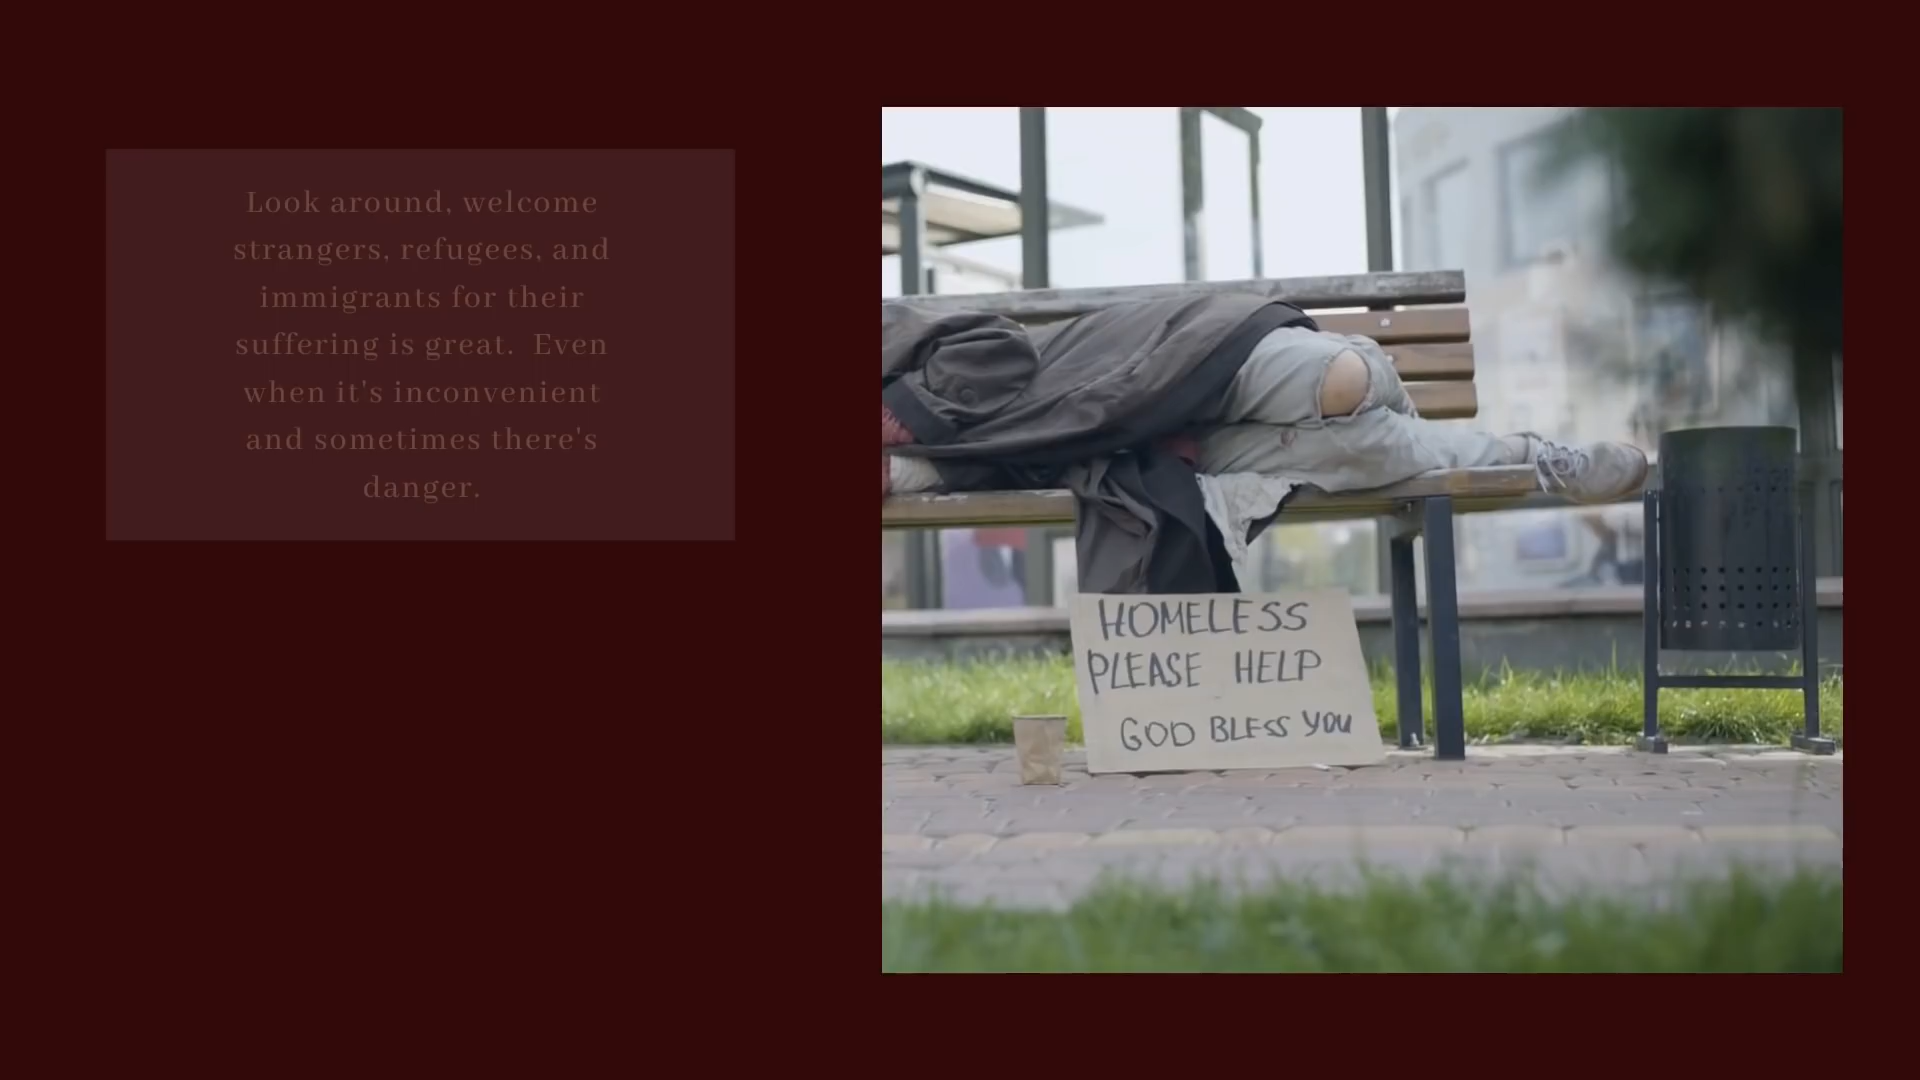 Look around, welcome
strangers, refugees, and
immigrants for their
suffering is great.  Even
when it's inconvenient
and sometimes there's
danger.
HOMELESS
PLEASE HELP
GOD BLESS YOU